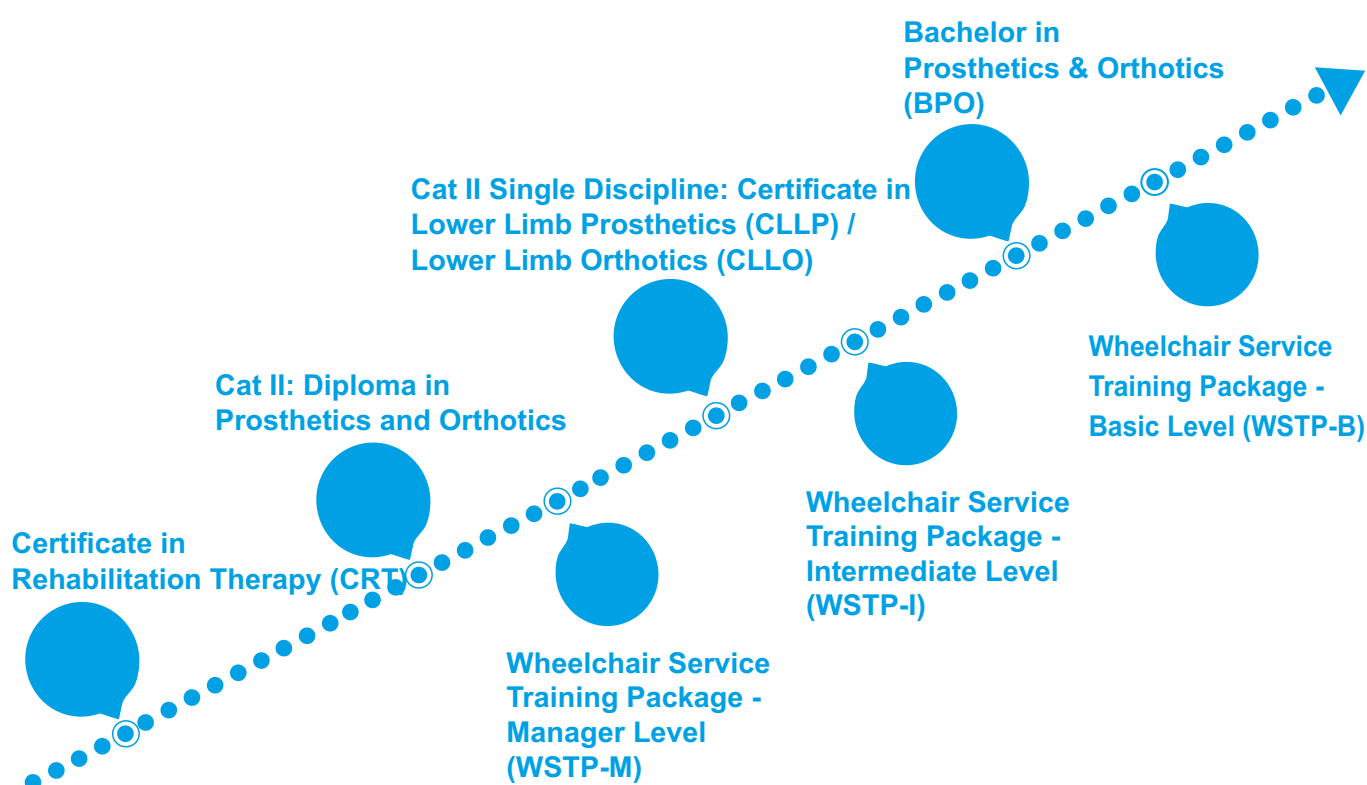 Bachelor in
Prosthetics & Orthotics
(BPO)
Cat II Single Discipline: Certificate in
Lower Limb Prosthetics (CLLP) /
Lower Limb Orthotics (CLLO)
Wheelchair Service
Training Package -
Basic Level (WSTP-B)
Cat II: Diploma in
Prosthetics and Orthotics
Wheelchair Service
Training Package -
Intermediate Level
(WSTP-I)
Certificate in
Rehabilitation Therapy (CRT)
Wheelchair Service
Training Package -
Manager Level
(WSTP-M)